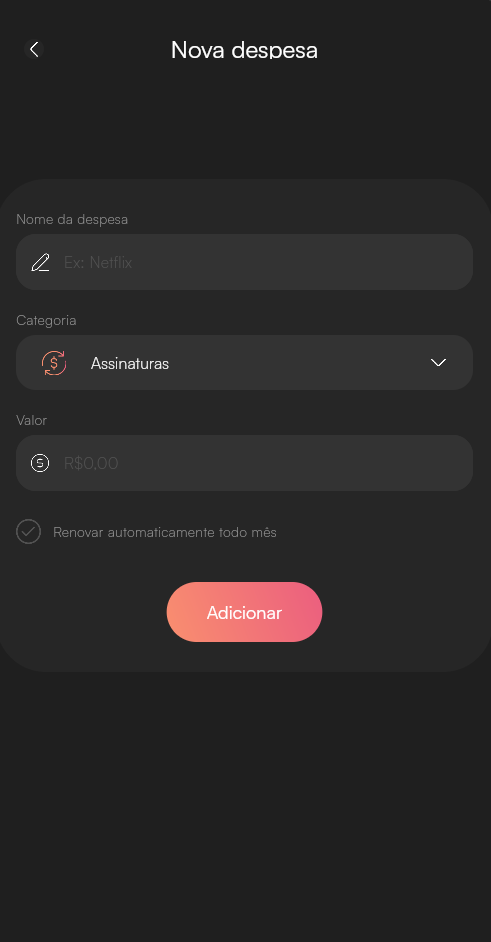 Nova despesa
Nome da despesa
Ex: Netflix
Categoria
Assinaturas
Valor
R$0,00
Renovar automaticamente todo mês
Adicionar